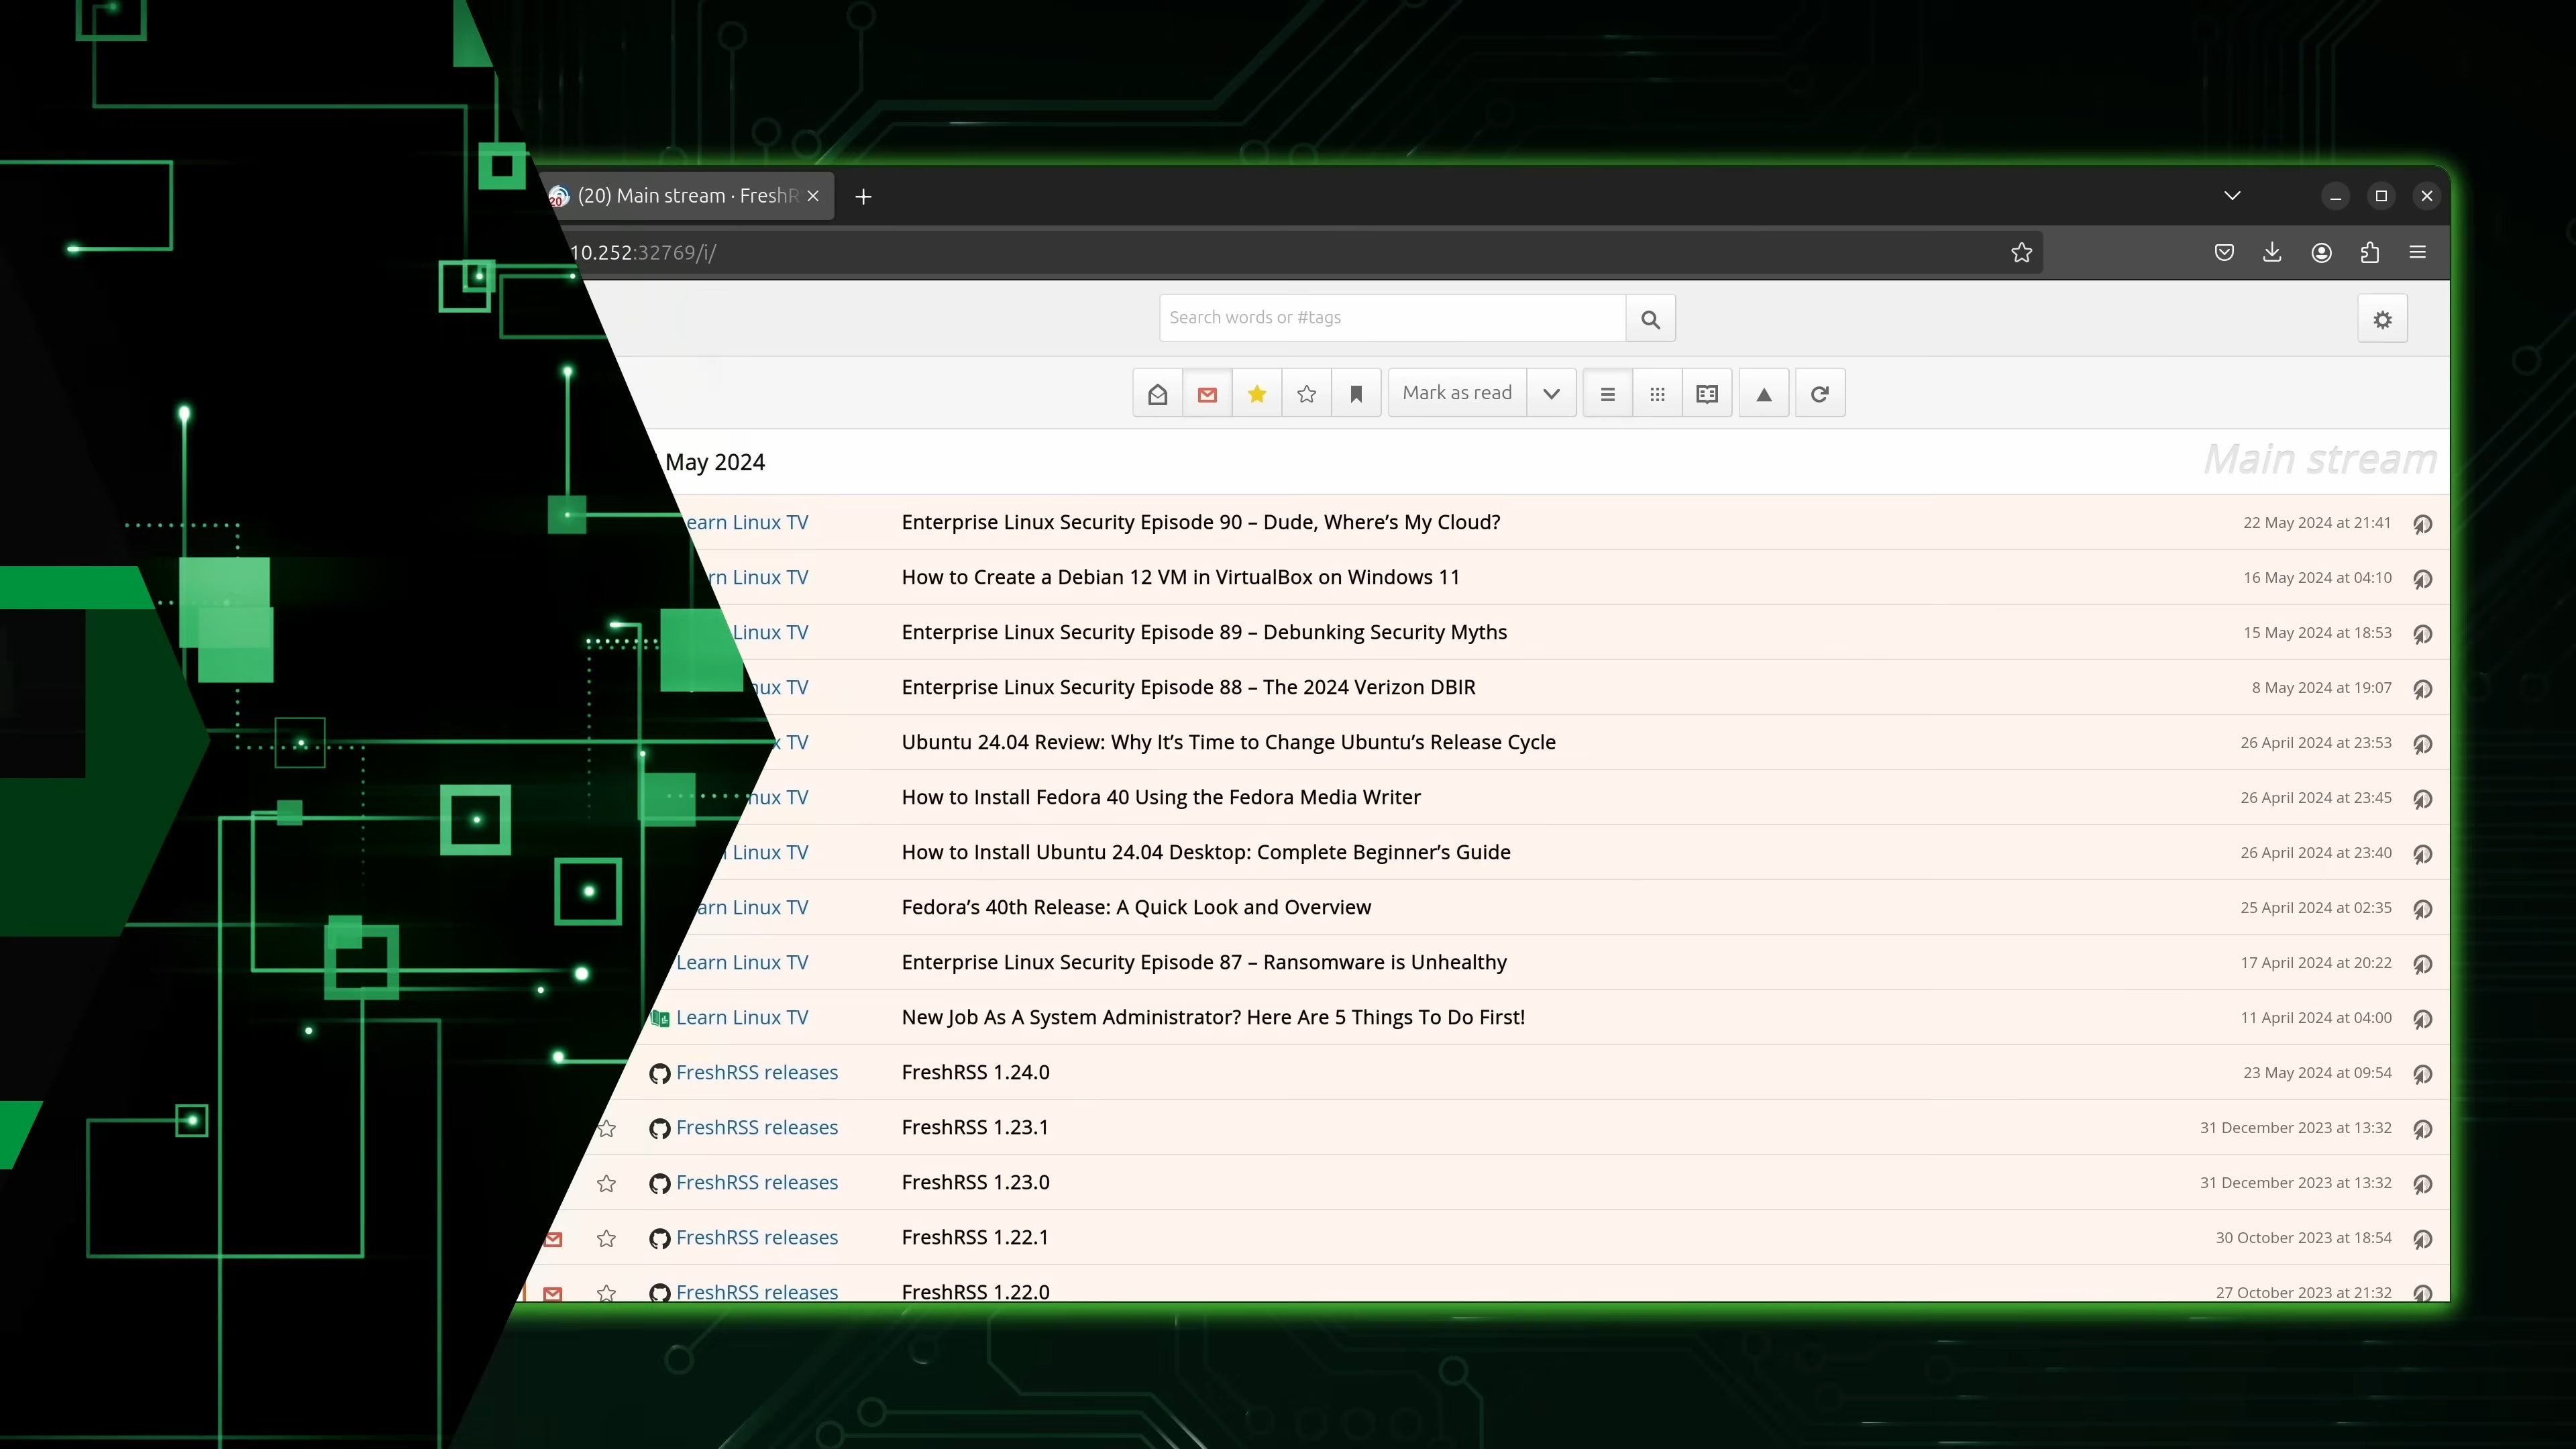 (20) Main stream · FreshR
10.252:32769/i/
Search words or #tags
Mark as read
May 2024
Main stream
earn Linux TV Enterprise Linux Security Episode 90 – Dude, Where’s My Cloud? 22 May 2024 at 21:41
rn Linux TV How to Create a Debian 12 VM in VirtualBox on Windows 11 16 May 2024 at 04:10
Linux TV Enterprise Linux Security Episode 89 – Debunking Security Myths 15 May 2024 at 18:53
ux TV Enterprise Linux Security Episode 88 – The 2024 Verizon DBIR 8 May 2024 at 19:07
x TV Ubuntu 24.04 Review: Why It’s Time to Change Ubuntu’s Release Cycle 26 April 2024 at 23:53
nux TV How to Install Fedora 40 Using the Fedora Media Writer 26 April 2024 at 23:45
Linux TV How to Install Ubuntu 24.04 Desktop: Complete Beginner’s Guide 26 April 2024 at 23:40
arn Linux TV Fedora’s 40th Release: A Quick Look and Overview 25 April 2024 at 02:35
Learn Linux TV Enterprise Linux Security Episode 87 – Ransomware is Unhealthy 17 April 2024 at 20:22
Learn Linux TV New Job As A System Administrator? Here Are 5 Things To Do First! 11 April 2024 at 04:00
FreshRSS releases FreshRSS 1.24.0 23 May 2024 at 09:54
FreshRSS releases FreshRSS 1.23.1 31 December 2023 at 13:32
FreshRSS releases FreshRSS 1.23.0 31 December 2023 at 13:32
FreshRSS releases FreshRSS 1.22.1 30 October 2023 at 18:54
FreshRSS releases FreshRSS 1.22.0 27 October 2023 at 21:32